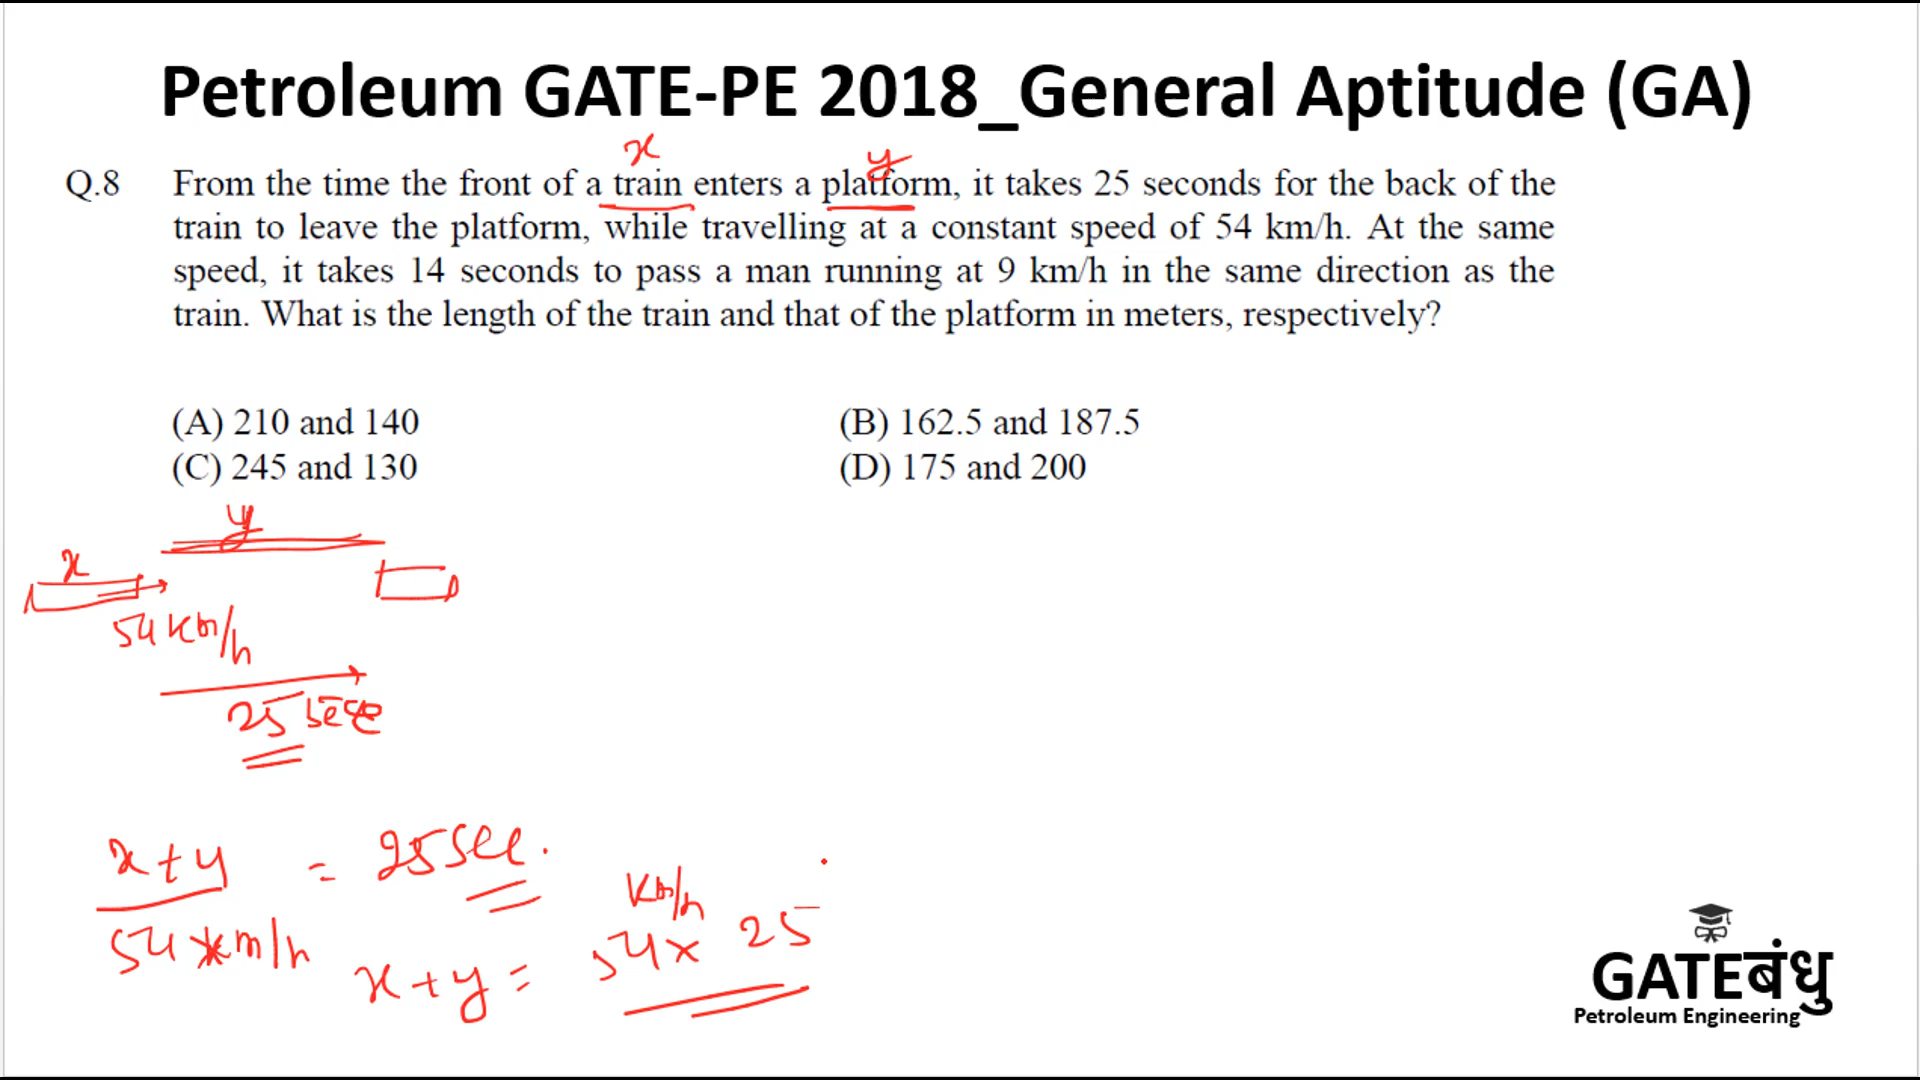 Petroleum GATE-PE 2018_General Aptitude (GA)
x
y
Q.8 From the time the front of a train enters a platform, it takes 25 seconds for the back of the
train to leave the platform, while travelling at a constant speed of 54 km/h. At the same
speed, it takes 14 seconds to pass a man running at 9 km/h in the same direction as the
train. What is the length of the train and that of the platform in meters, respectively?
(A) 210 and 140
(B) 162.5 and 187.5
(C) 245 and 130
(D) 175 and 200
y
x
54 km/h
25 sec
x+y = 25 sec.
54 km/h
km/h
x+y = 54 x 25
GATEबंधु
Petroleum Engineering